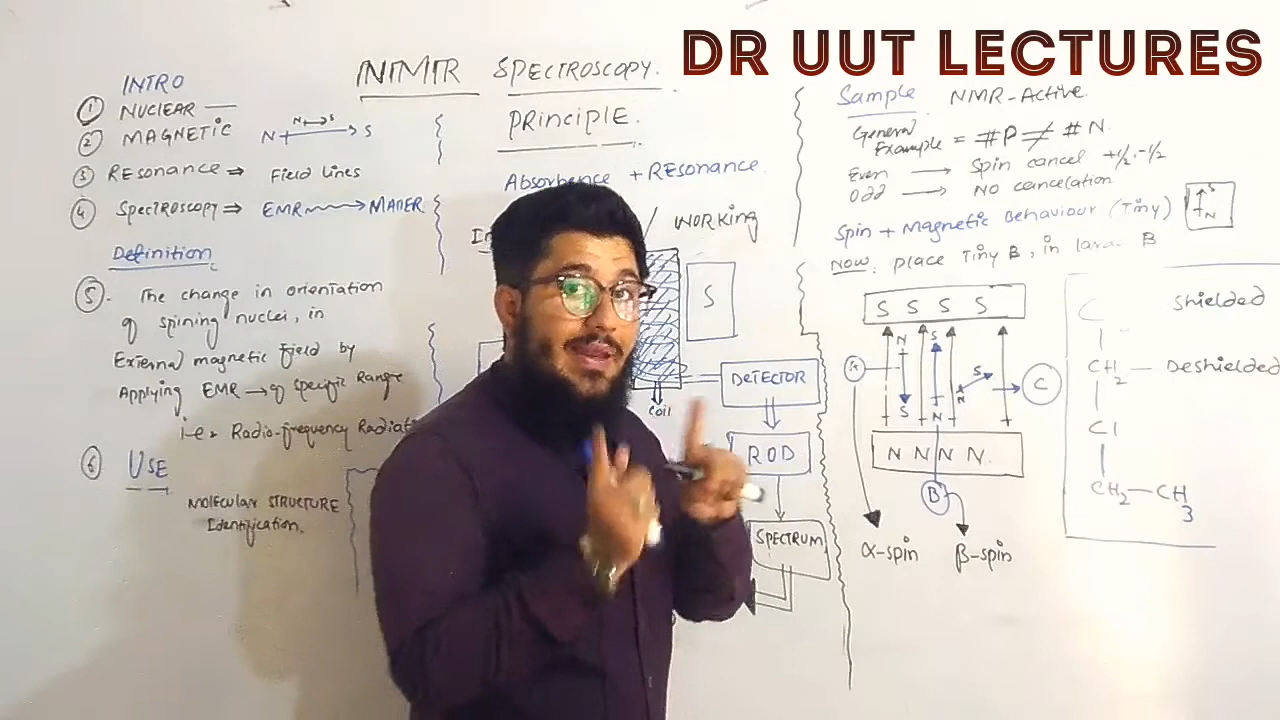 DR UUT LECTURES
NMR SPECTROSCOPY.
PRINCIPLE.
Absorbence + REsonance.
INTRO
1 NUCLEAR —
2 MAGNETIC N S
N S
3 REsonance ⇒ Field Lines
4 SpecTroscopy ⇒ EMR MATTER
Definition
5. The change in orientation
of spining nuclei, in
External magnetic field by
Applying EMR → of specific Range
i.e. Radio-frequency Radiat
6 USE
MOLECULAR STRUCTURE
Identification.
WORKING
S
coil
DETECTOR
ROD
SPECTRUM
Sample NMR-Active
General
Example = #P ≠ #N
Even → Spin cancel +1/2, -1/2
Odd → No cancelation
Spin + Magnetic Behaviour (Tiny)
S
N
NOW: place Tiny B, in B
S S S S
N S
S N
S N
A
C
N N N N
B
α-spin β-spin
C shielded
CH2 — Deshielded
CH2—CH3